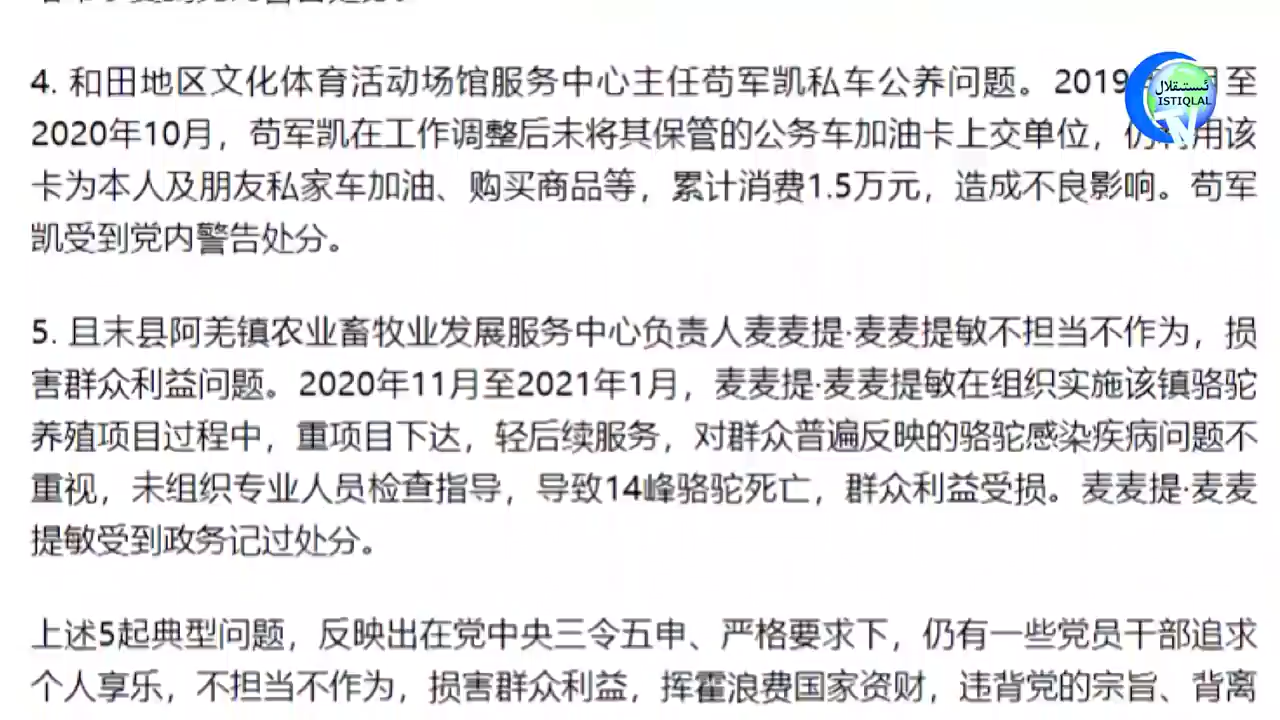 4. 和田地区文化体育活动场馆服务中心主任苟军凯私车公养问题。2019 月至
2020年10月，苟军凯在工作调整后未将其保管的公务车加油卡上交单位，仍 用该
卡为本人及朋友私家车加油、购买商品等，累计消费1.5万元，造成不良影响。苟军
凯受到党内警告处分。
5. 且末县阿羌镇农业畜牧业发展服务中心负责人麦麦提·麦麦提敏不担当不作为，损
害群众利益问题。2020年11月至2021年1月，麦麦提·麦麦提敏在组织实施该镇骆驼
养殖项目过程中，重项目下达，轻后续服务，对群众普遍反映的骆驼感染疾病问题不
重视，未组织专业人员检查指导，导致14峰骆驼死亡，群众利益受损。麦麦提·麦麦
提敏受到政务记过处分。
上述5起典型问题，反映出在党中央三令五申、严格要求下，仍有一些党员干部追求
个人享乐，不担当不作为，损害群众利益，挥霍浪费国家资财，违背党的宗旨、背离
ئىستىقلال
ISTIQLAL
TV